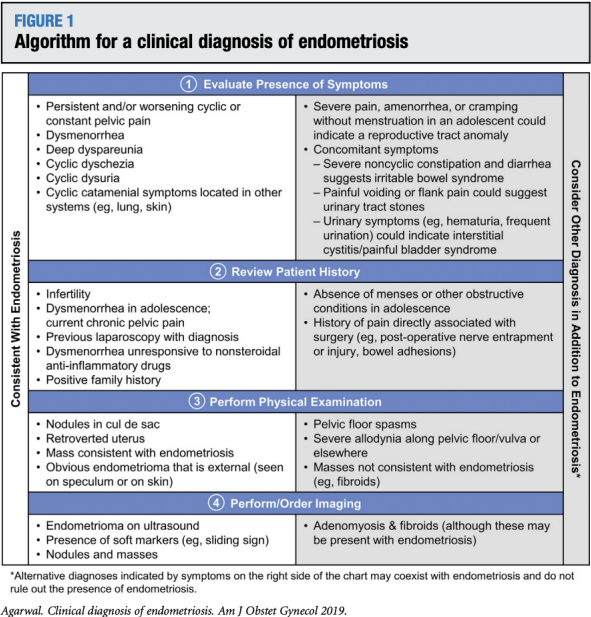 FIGURE 1
Algorithm for a clinical diagnosis of endometriosis
Consistent With Endometriosis
① Evaluate Presence of Symptoms
• Persistent and/or worsening cyclic or
constant pelvic pain
• Dysmenorrhea
• Deep dyspareunia
• Cyclic dyschezia
• Cyclic dysuria
• Cyclic catamenial symptoms located in other
systems (eg, lung, skin)
• Severe pain, amenorrhea, or cramping
without menstruation in an adolescent could
indicate a reproductive tract anomaly
• Concomitant symptoms
– Severe noncyclic constipation and diarrhea
suggests irritable bowel syndrome
– Painful voiding or flank pain could suggest
urinary tract stones
– Urinary symptoms (eg, hematuria, frequent
urination) could indicate interstitial
cystitis/painful bladder syndrome
② Review Patient History
• Infertility
• Dysmenorrhea in adolescence;
current chronic pelvic pain
• Previous laparoscopy with diagnosis
• Dysmenorrhea unresponsive to nonsteroidal
anti-inflammatory drugs
• Positive family history
• Absence of menses or other obstructive
conditions in adolescence
• History of pain directly associated with
surgery (eg, post-operative nerve entrapment
or injury, bowel adhesions)
③ Perform Physical Examination
• Nodules in cul de sac
• Retroverted uterus
• Mass consistent with endometriosis
• Obvious endometrioma that is external (seen
on speculum or on skin)
• Pelvic floor spasms
• Severe allodynia along pelvic floor/vulva or
elsewhere
• Masses not consistent with endometriosis
(eg, fibroids)
④ Perform/Order Imaging
• Endometrioma on ultrasound
• Presence of soft markers (eg, sliding sign)
• Nodules and masses
• Adenomyosis & fibroids (although these may
be present with endometriosis)
Consider Other Diagnosis in Addition to Endometriosis*
*Alternative diagnoses indicated by symptoms on the right side of the chart may coexist with endometriosis and do not
rule out the presence of endometriosis.
Agarwal. Clinical diagnosis of endometriosis. Am J Obstet Gynecol 2019.